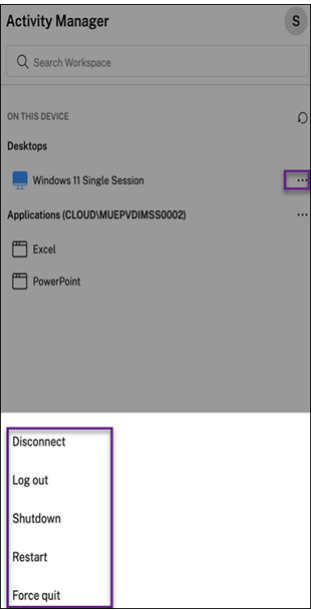 Activity Manager
S
Search Workspace
ON THIS DEVICE
Desktops
Windows 11 Single Session
...
Applications (CLOUD\MUEPVDIMSS0002)
...
Excel
PowerPoint
Disconnect
Log out
Shutdown
Restart
Force quit